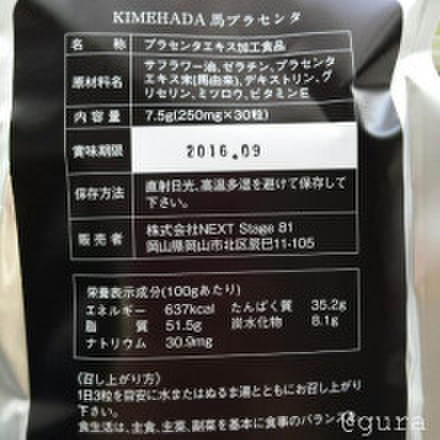 KIMEHADA 馬プラセンタ
名 称 プラセンタエキス加工食品
原材料名 サフラワー油、ゼラチン、プラセンタ
エキス末(馬由来)、デキストリン、グ
リセリン、ミツロウ、ビタミンE
内容量 7.5g(250mg×30粒)
賞味期限 2016.09
保存方法 直射日光、高温多湿を避けて保存して
下さい。
販売者 株式会社NEXT Stage 81
岡山県岡山市北区辰巳11-105
栄養表示成分(100gあたり)
エネルギー 637kcal たんぱく質 35.2g
脂 質 51.5g 炭水化物 8.1g
ナトリウム 30.9mg
〈召し上がり方〉
1日3粒を目安に水またはぬるま湯とともにお召し上がり
下さい。
食生活は、主食、主菜、副菜を基本に食事のバランスを
@gura